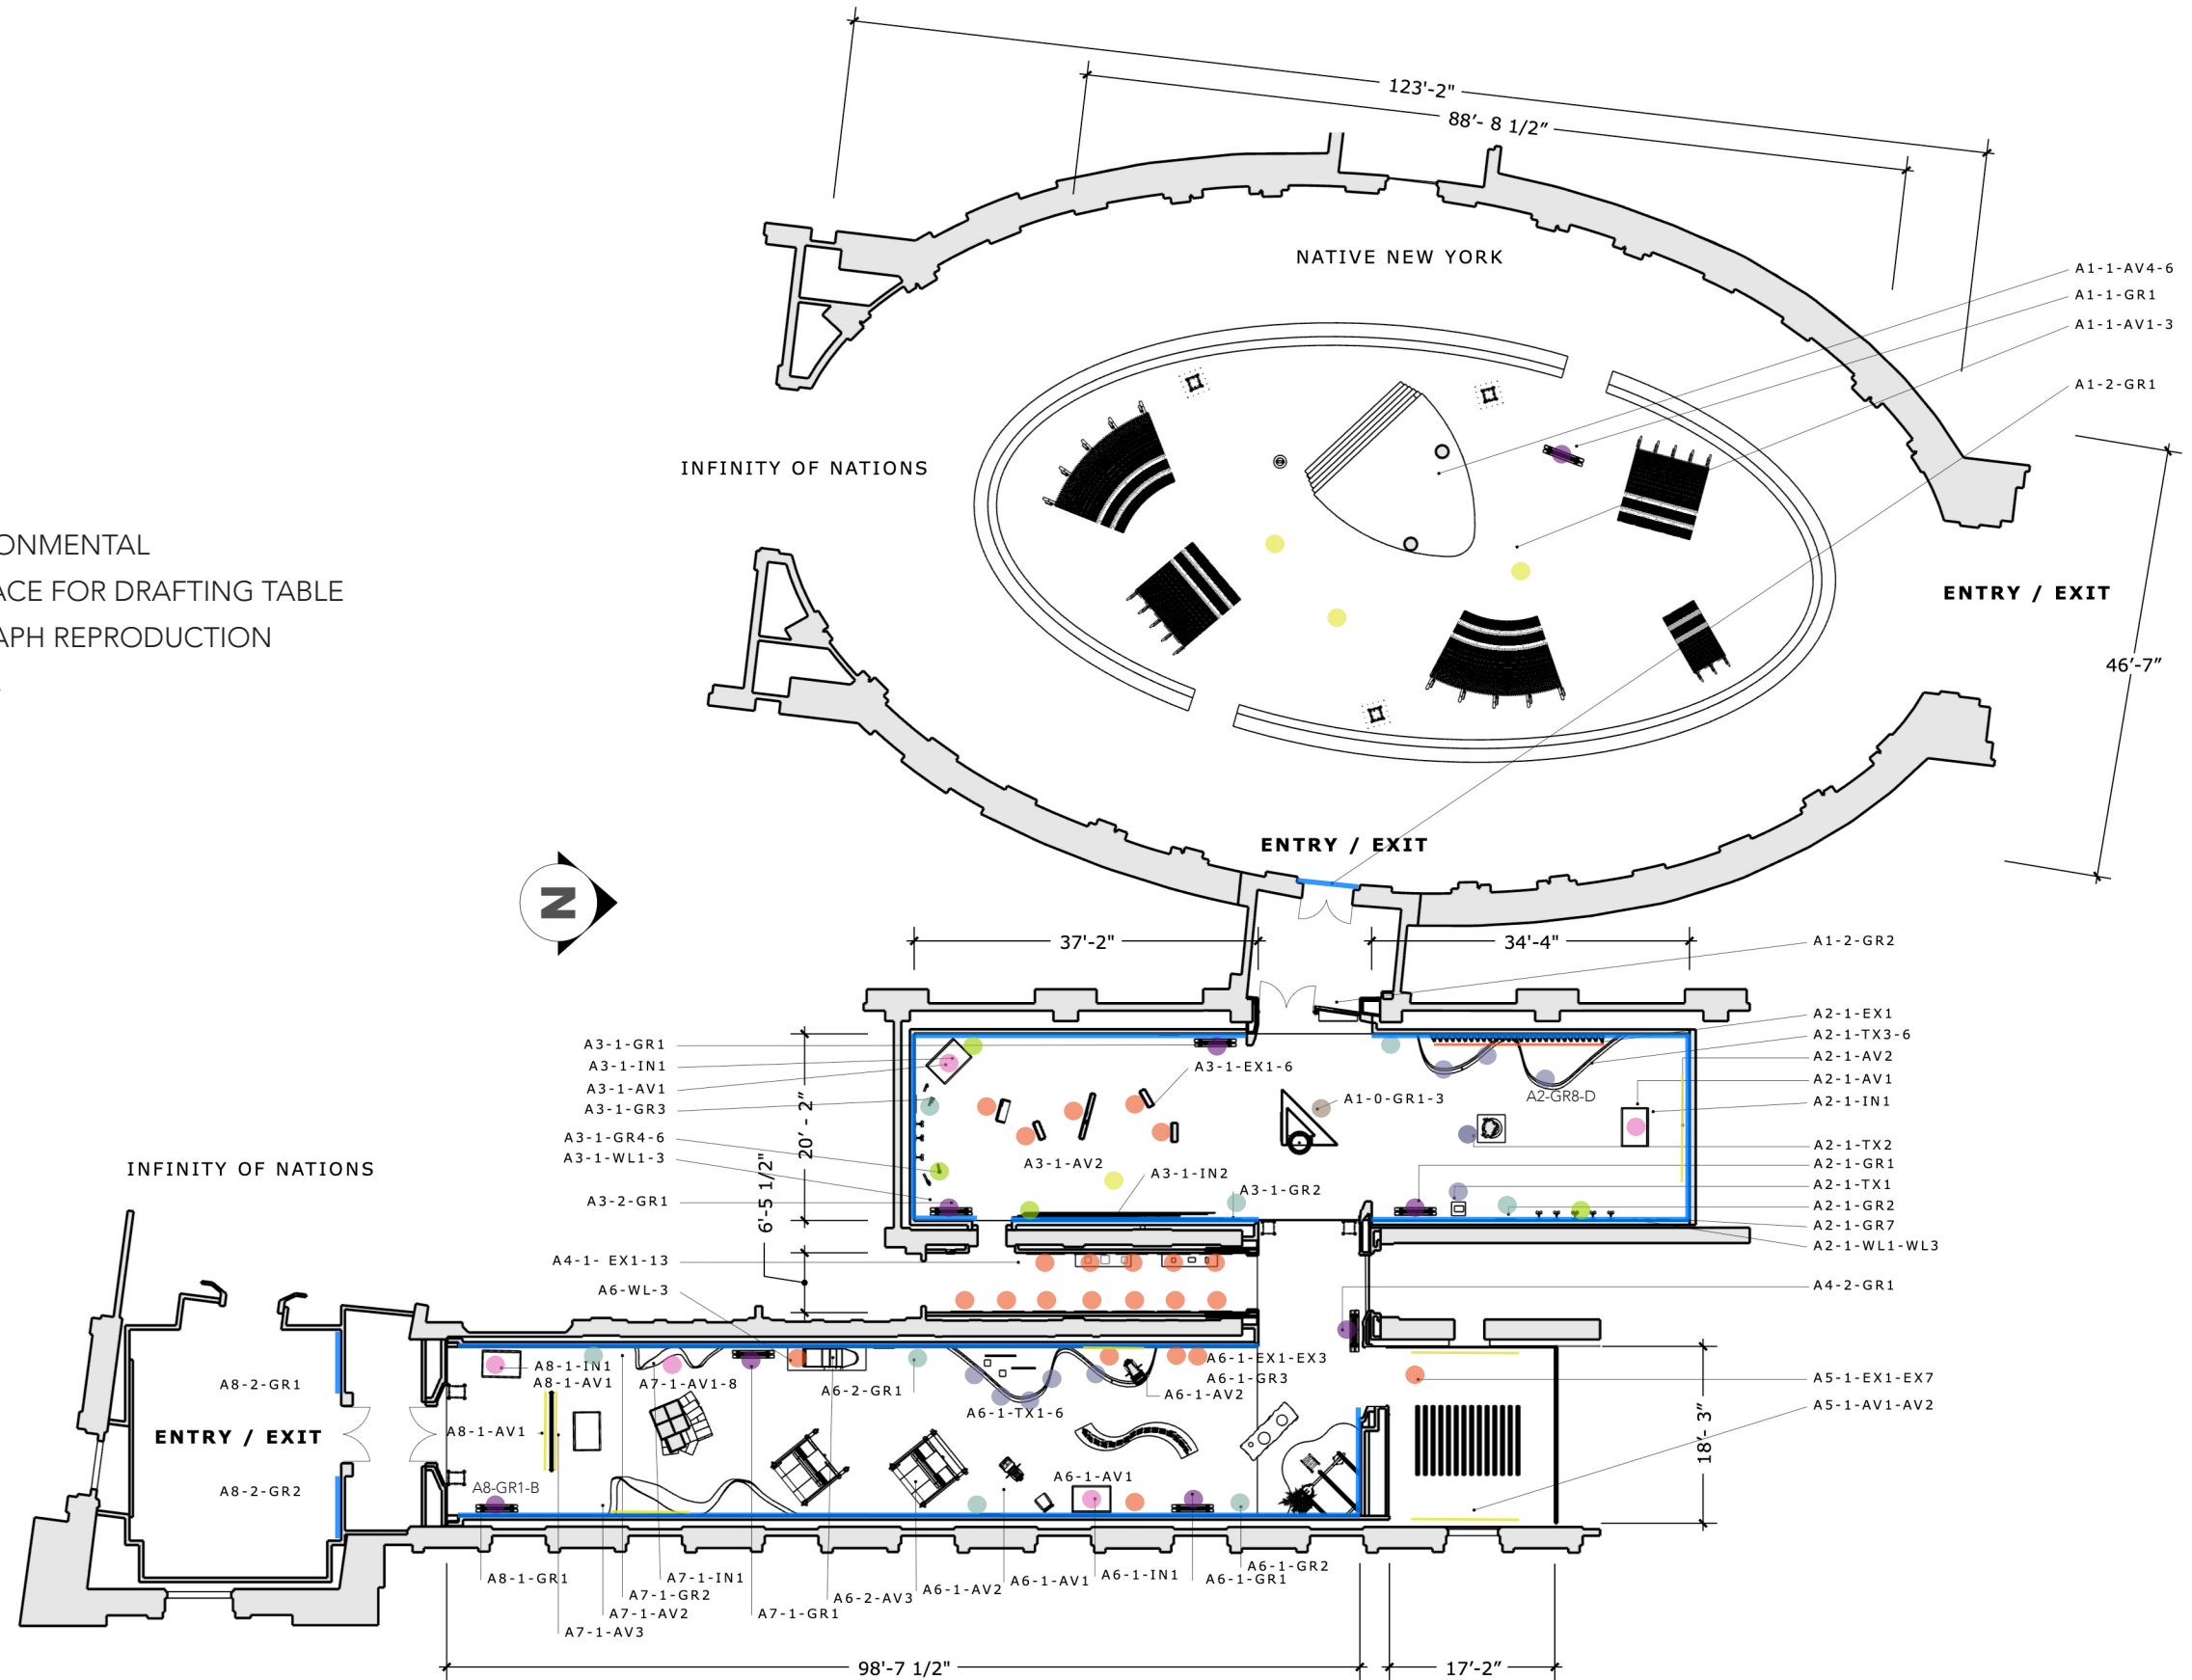 123'-2"
88'- 8 1/2"
NATIVE NEW YORK
A1-1-AV4-6
A1-1-GR1
A1-1-AV1-3
A1-2-GR1
INFINITY OF NATIONS
ONMENTAL
ACE FOR DRAFTING TABLE
APH REPRODUCTION
ENTRY / EXIT
46'-7"
ENTRY / EXIT
N
37'-2"
34'-4"
A1-2-GR2
A2-1-EX1
A2-1-TX3-6
A2-1-AV2
A2-1-AV1
A2-1-IN1
A2-1-TX2
A2-1-GR1
A2-1-TX1
A2-1-GR2
A2-1-GR7
A2-1-WL1-WL3
A4-2-GR1
A3-1-GR1
A3-1-IN1
A3-1-AV1
A3-1-GR3
A3-1-GR4-6
A3-1-WL1-3
A3-2-GR1
20' - 2"
6'-5 1/2"
A3-1-EX1-6
A1-0-GR1-3
A2-GR8-D
A3-1-AV2
A3-1-IN2
A3-1-GR2
INFINITY OF NATIONS
A4-1- EX1-13
A6-WL-3
A8-2-GR1
ENTRY / EXIT
A8-2-GR2
A8-1-IN1
A8-1-AV1
A7-1-AV1-8
A6-2-GR1
A6-1-EX1-EX3
A6-1-GR3
A6-1-AV2
A6-1-TX1-6
A8-1-AV1
A8-GR1-B
A6-1-AV1
A5-1-EX1-EX7
A5-1-AV1-AV2
18'- 3"
A8-1-GR1
A7-1-IN1
A7-1-GR2
A7-1-AV2
A7-1-AV3
A7-1-GR1
A6-2-AV3
A6-1-AV2
A6-1-AV1
A6-1-IN1
A6-1-GR2
A6-1-GR1
98'-7 1/2"
17'-2"